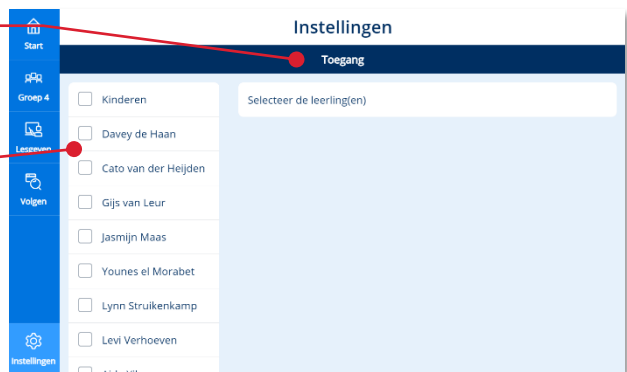 Instellingen
Toegang
Start
Groep 4
Lesgeven
Volgen
Instellingen
Kinderen
Davey de Haan
Cato van der Heijden
Gijs van Leur
Jasmijn Maas
Younes el Morabet
Lynn Struikenkamp
Levi Verhoeven
Selecteer de leerling(en)